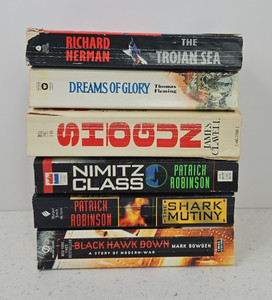 RICHARD HERMAN
THE TROJAN SEA
DREAMS OF GLORY
Thomas Fleming
SHOGUN
JAMES CLAVELL
NIMITZ CLASS
PATRICK ROBINSON
PATRICK ROBINSON
THE SHARK MUTINY
BLACK HAWK DOWN
A STORY OF MODERN WAR
MARK BOWDEN